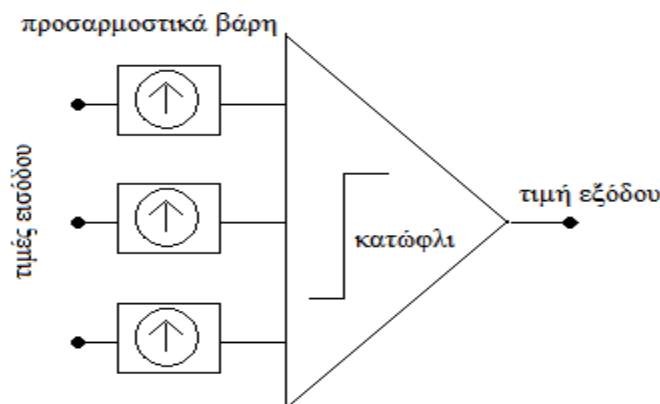 προσαρμοστικά βάρη
τιμές εισόδου
κατώφλι
τιμή εξόδου